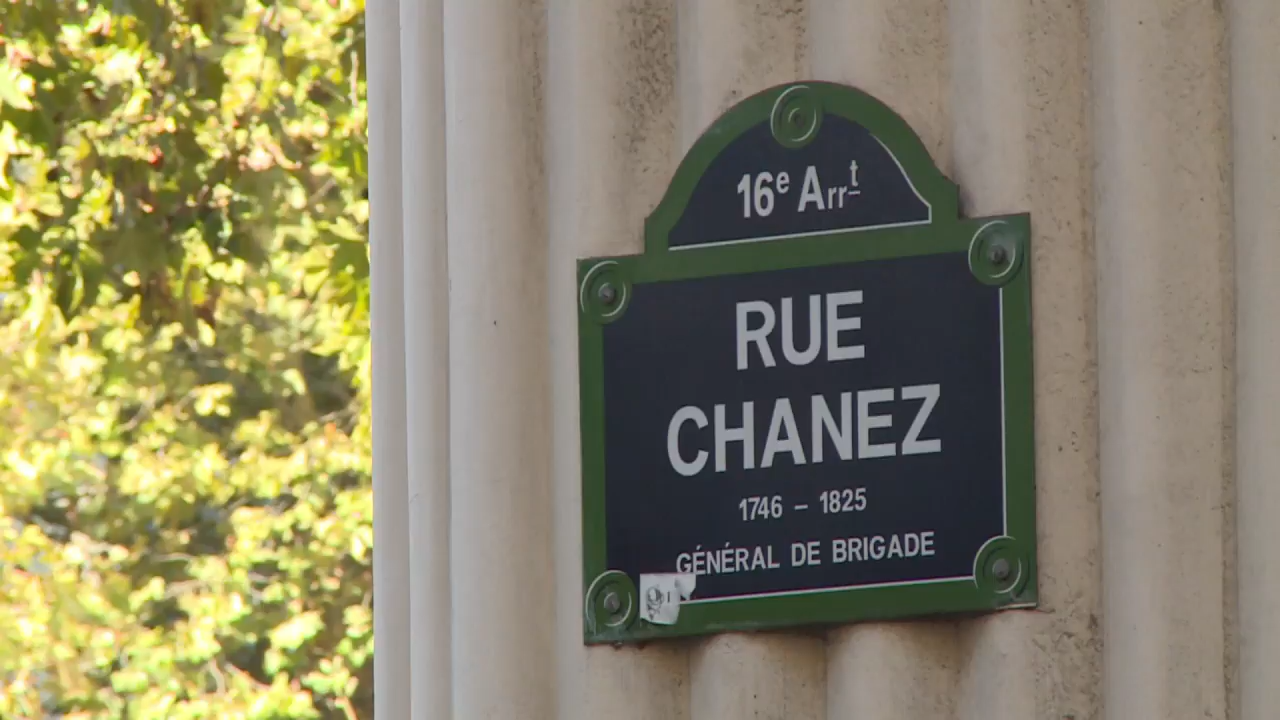 16e Arrt
RUE
CHANEZ
1746 – 1825
GÉNÉRAL DE BRIGADE